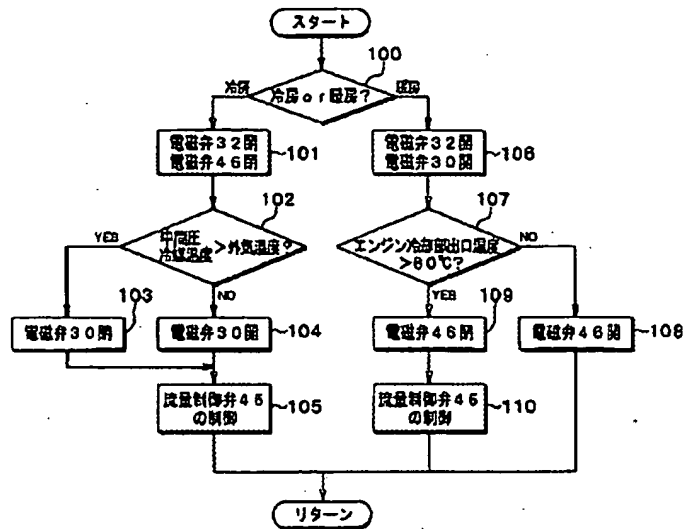 スタート
100
冷房or暖房?
冷房
暖房
電磁弁32閉
電磁弁46閉
101
電磁弁32開
電磁弁30閉
106
102
中間圧
冷媒温度>外気温度?
YES
NO
107
エンジン冷却部出口温度
>60℃?
NO
YES
103
電磁弁30閉
電磁弁30開
104
109
電磁弁46閉
電磁弁46開
108
流量制御弁45
の制御
105
流量制御弁45
の制御
110
リターン